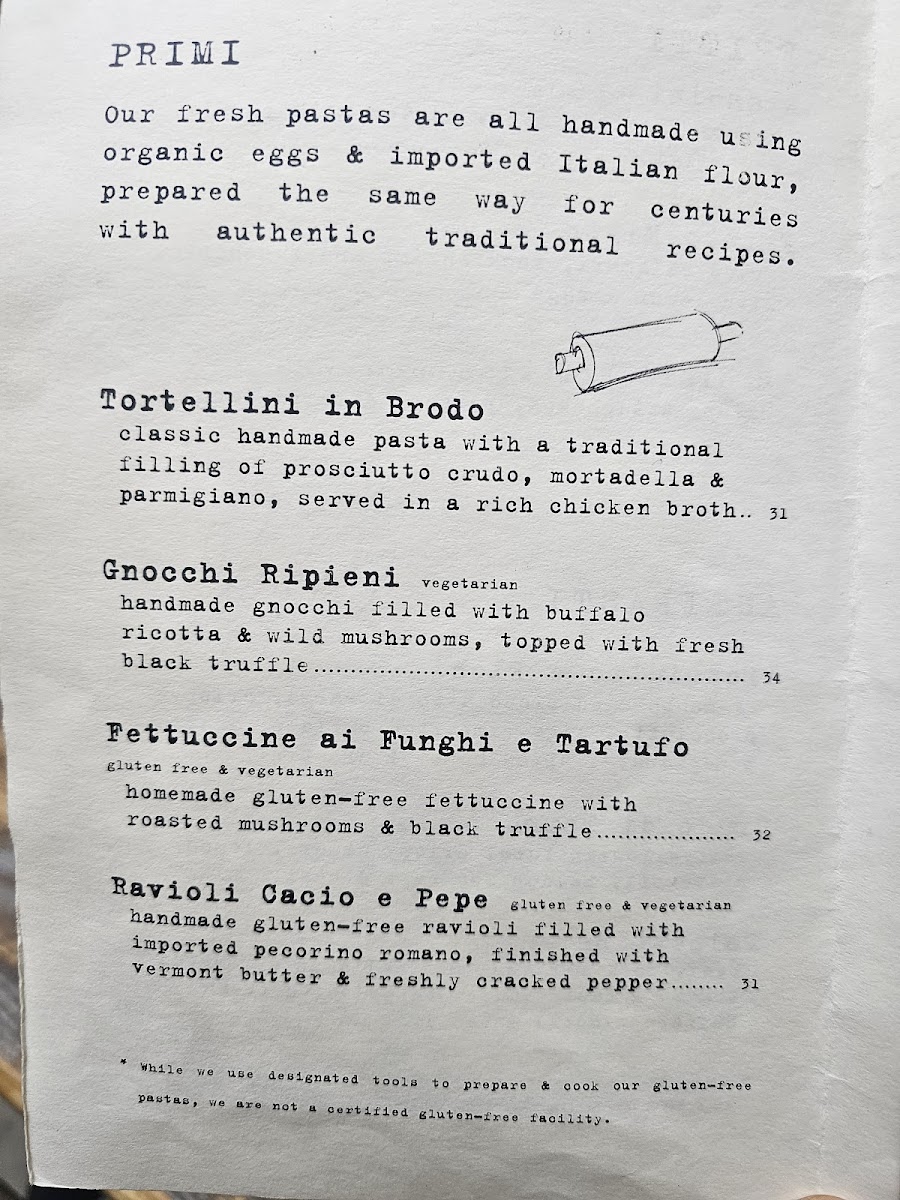 PRIMI
Our fresh pastas are all handmade using
organic eggs & imported Italian flour,
prepared the same way for centuries
with authentic traditional recipes.
Tortellini in Brodo
classic handmade pasta with a traditional
filling of prosciutto crudo, mortadella &
parmigiano, served in a rich chicken broth.. 31
Gnocchi Ripieni vegetarian
handmade gnocchi filled with buffalo
ricotta & wild mushrooms, topped with fresh
black truffle........................................................... 34
Fettuccine ai Funghi e Tartufo
gluten free & vegetarian
homemade gluten-free fettuccine with
roasted mushrooms & black truffle................... 32
Ravioli Cacio e Pepe gluten free & vegetarian
handmade gluten-free ravioli filled with
imported pecorino romano, finished with
vermont butter & freshly cracked pepper........ 31
* While we use designated tools to prepare & cook our gluten-free
pastas, we are not a certified gluten-free facility.